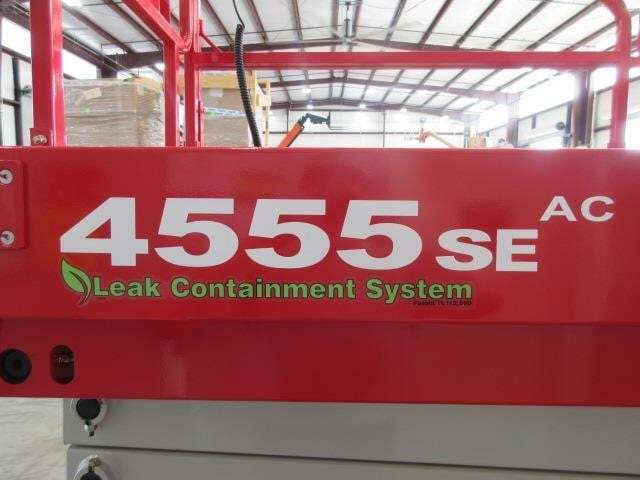 4555 SE AC
Leak Containment System